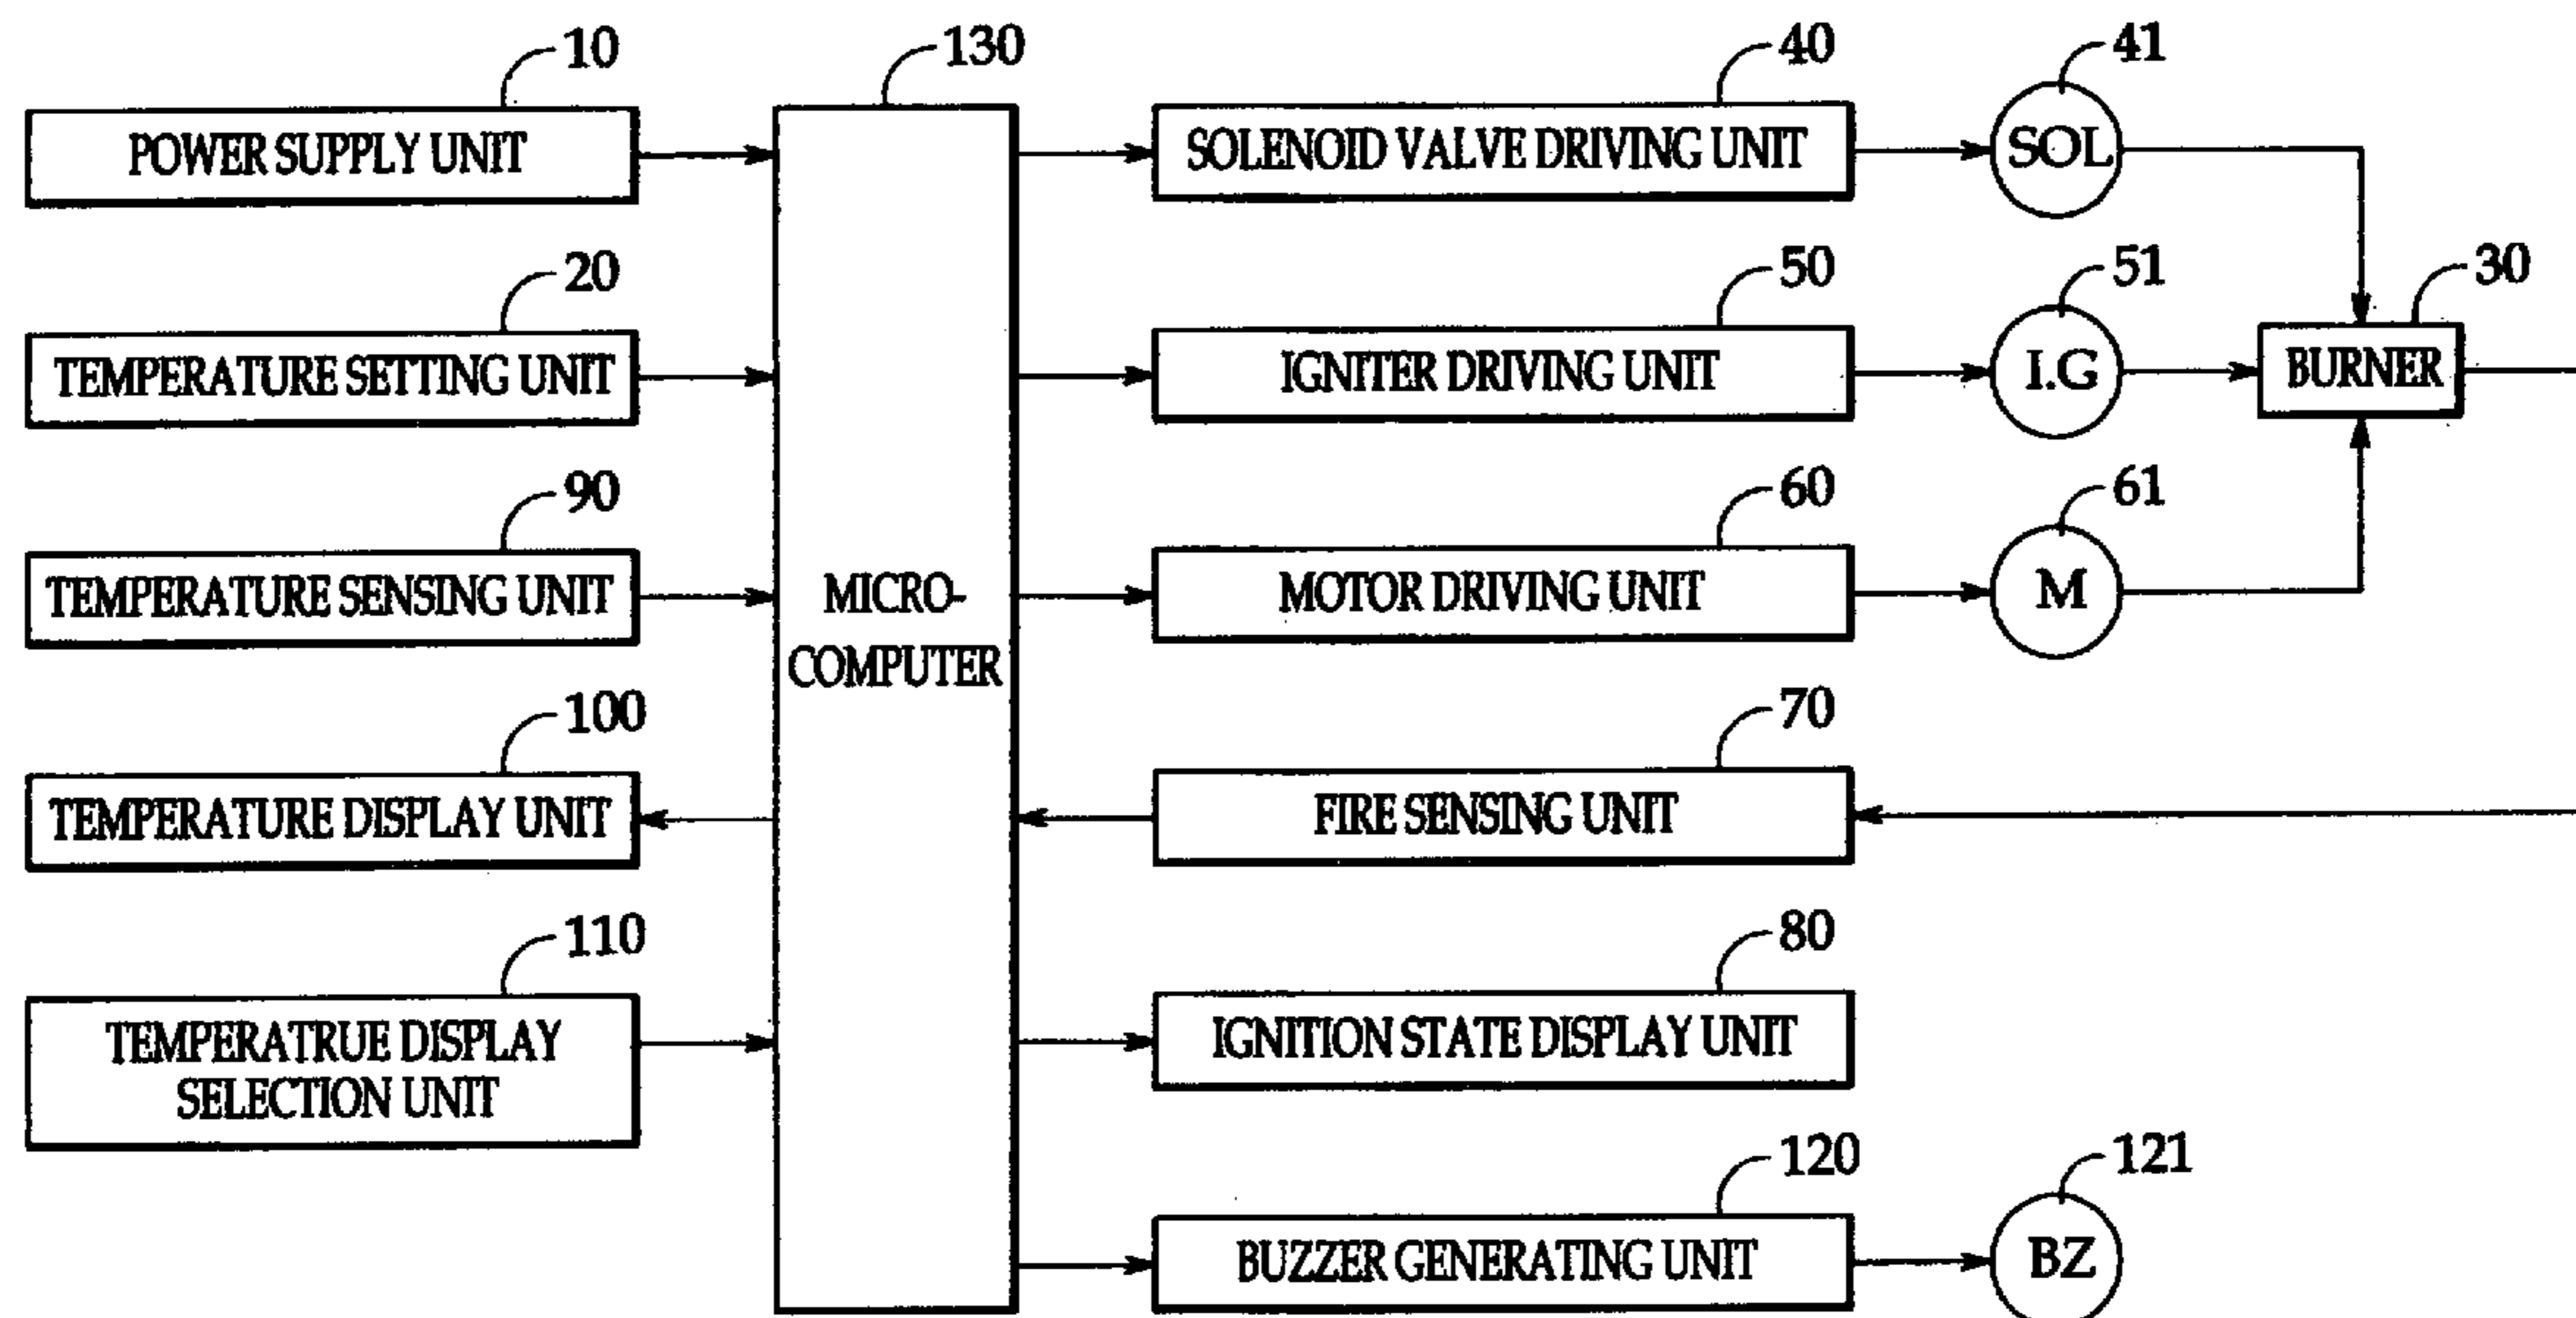 10
130
40
41
POWER SUPPLY UNIT
SOLENOID VALVE DRIVING UNIT
SOL
20
50
51
30
TEMPERATURE SETTING UNIT
IGNITER DRIVING UNIT
I.G
BURNER
90
60
61
TEMPERATURE SENSING UNIT
MICRO-
COMPUTER
MOTOR DRIVING UNIT
M
100
70
TEMPERATURE DISPLAY UNIT
FIRE SENSING UNIT
110
80
TEMPERATRUE DISPLAY
SELECTION UNIT
IGNITION STATE DISPLAY UNIT
120
121
BUZZER GENERATING UNIT
BZ